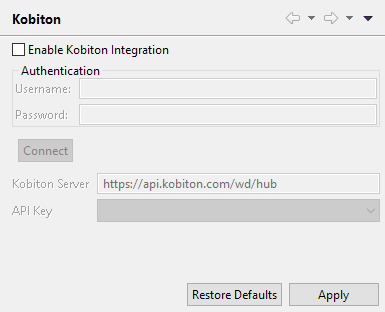 Kobiton
Enable Kobiton Integration
Authentication
Username:
Password:
Connect
Kobiton Server https://api.kobiton.com/wd/hub
API Key
Restore Defaults Apply